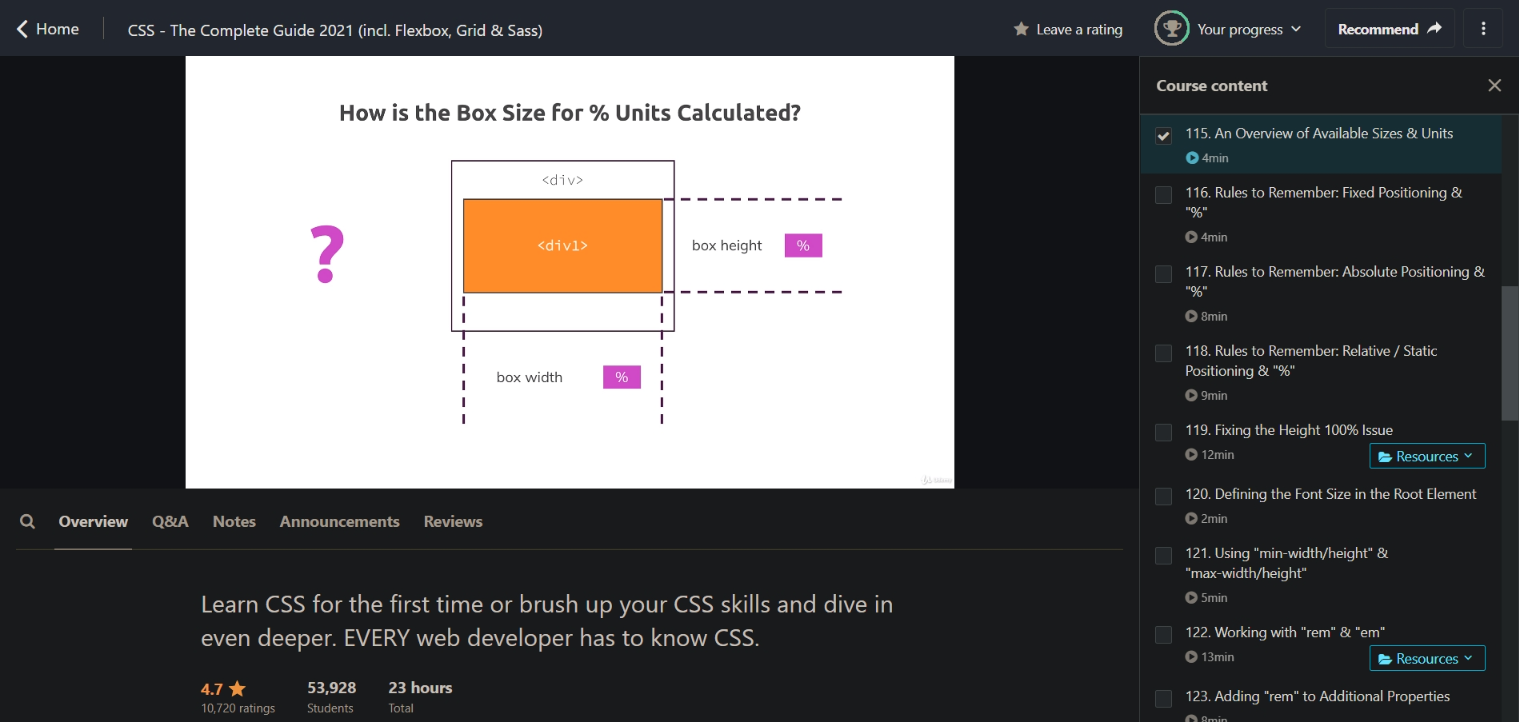 Home
CSS - The Complete Guide 2021 (incl. Flexbox, Grid & Sass)
Leave a rating
Your progress
Recommend
How is the Box Size for % Units Calculated?
<div>
?
<div1>
box height %
box width %
Course content
115. An Overview of Available Sizes & Units
4min
116. Rules to Remember: Fixed Positioning &
"%"
4min
117. Rules to Remember: Absolute Positioning &
"%"
8min
118. Rules to Remember: Relative / Static
Positioning & "%"
9min
119. Fixing the Height 100% Issue
12min
Resources
120. Defining the Font Size in the Root Element
2min
121. Using "min-width/height" &
"max-width/height"
5min
122. Working with "rem" & "em"
13min
Resources
123. Adding "rem" to Additional Properties
8min
Overview
Q&A
Notes
Announcements
Reviews
Learn CSS for the first time or brush up your CSS skills and dive in
even deeper. EVERY web developer has to know CSS.
4.7
10,720 ratings
53,928
Students
23 hours
Total